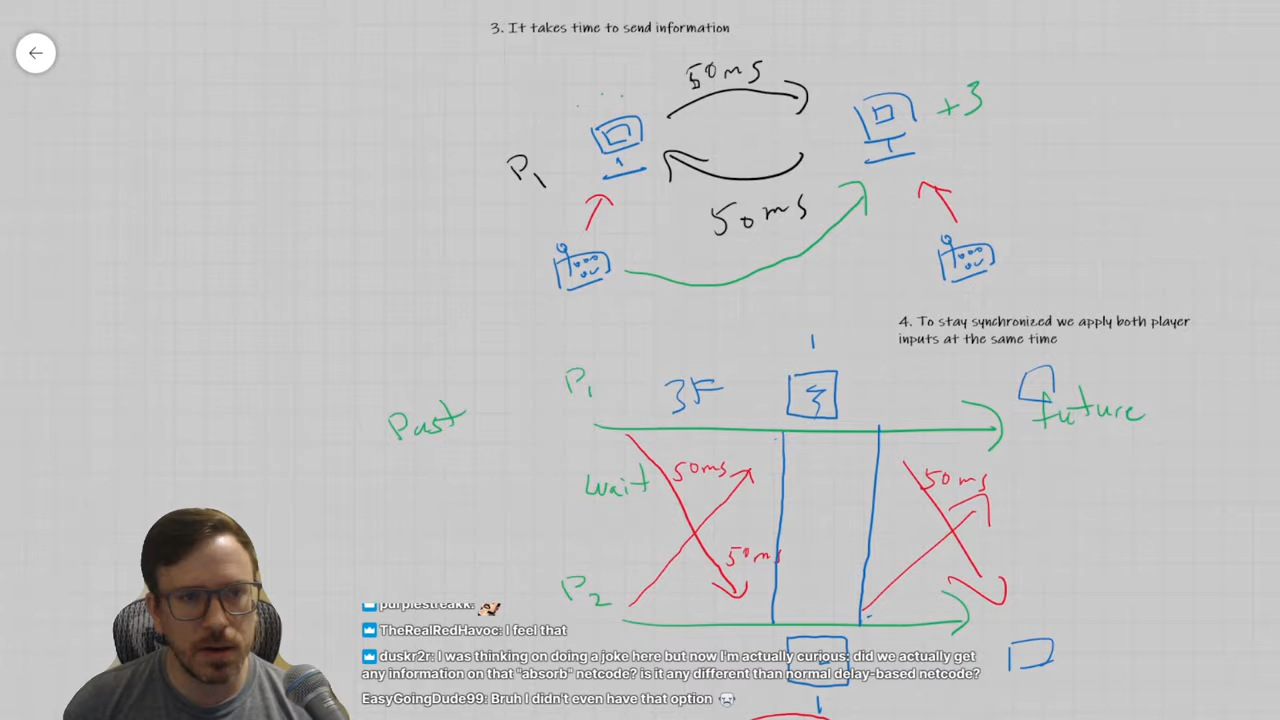 3. It takes time to send information
50ms
+3
P1
50ms
4. To stay synchronized we apply both player
inputs at the same time
1
P1
3F
Past
future
wait
50ms
50ms
50ms
P2
TheRealRedHavoc: I feel that
duskr2r: I was thinking on doing a joke here but now I'm actually curious: did we actually get
any information on that "absorb" netcode? is it any different than normal delay-based netcode?
EasyGoingDude99: Bruh I didn't even have that option